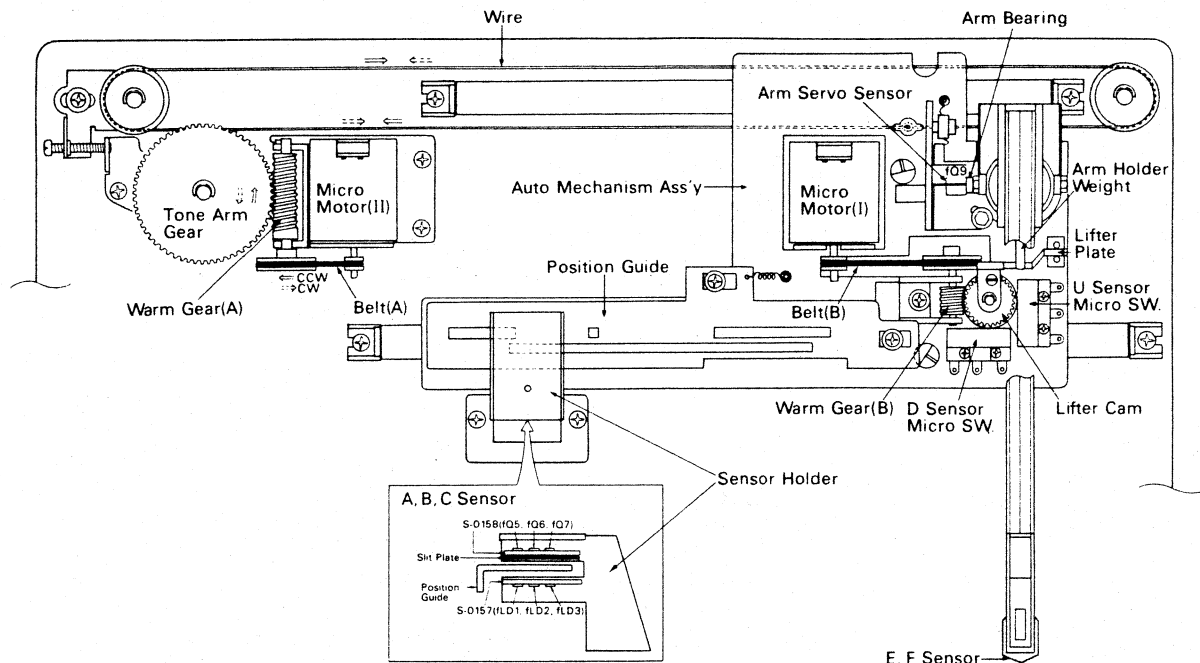 Wire
Arm Bearing
Arm Servo Sensor
fQ9
Arm Holder
Weight
Auto Mechanism Ass'y
Micro
Motor(II)
Micro
Motor(I)
Tone Arm
Gear
Lifter
Plate
Position Guide
CCW
CW
Warm Gear(A)
Belt(A)
Belt(B)
U Sensor
Micro SW.
Warm Gear(B)
D Sensor
Micro SW.
Lifter Cam
Sensor Holder
A, B, C Sensor
S-0158(fQ5, fQ6, fQ7)
Slit Plate
Position
Guide
S-0157(fLD1, fLD2, fLD3)
E, F Sensor